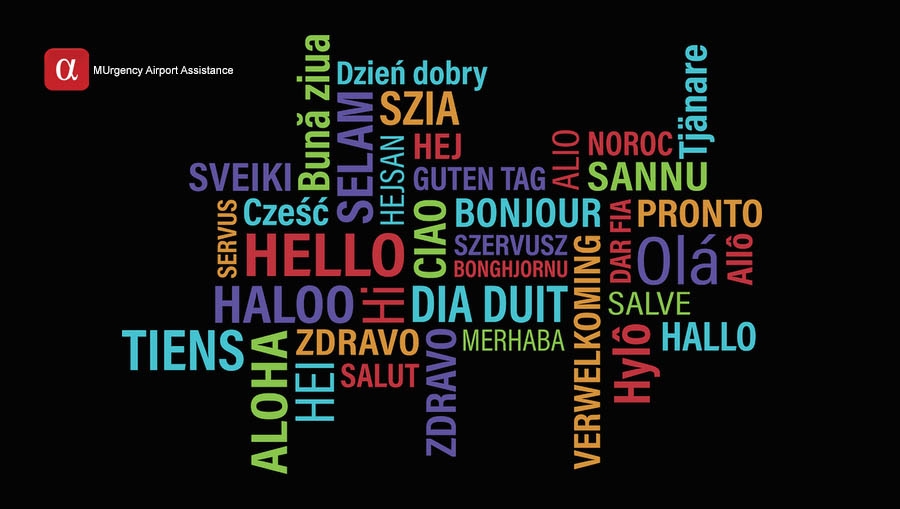 α
MUrgency Airport Assistance
Bună ziua
Dzień dobry
Tjänare
SELAM
SZIA
HEJSAN
HEJ
ALIO
NOROC
SVEIKI
GUTEN TAG
SANNU
SERVUS
Cześć
CIAO
BONJOUR
DAR FIA
PRONTO
HELLO
SZERVUSZ
VERWELKOMING
Olá
Allô
BONGHJORNU
HALOO
Hi
DIA DUIT
SALVE
TIENS
ALOHA
ZDRAVO
ZDRAVO
MERHABA
Hylô
HALLO
HEI
SALUT